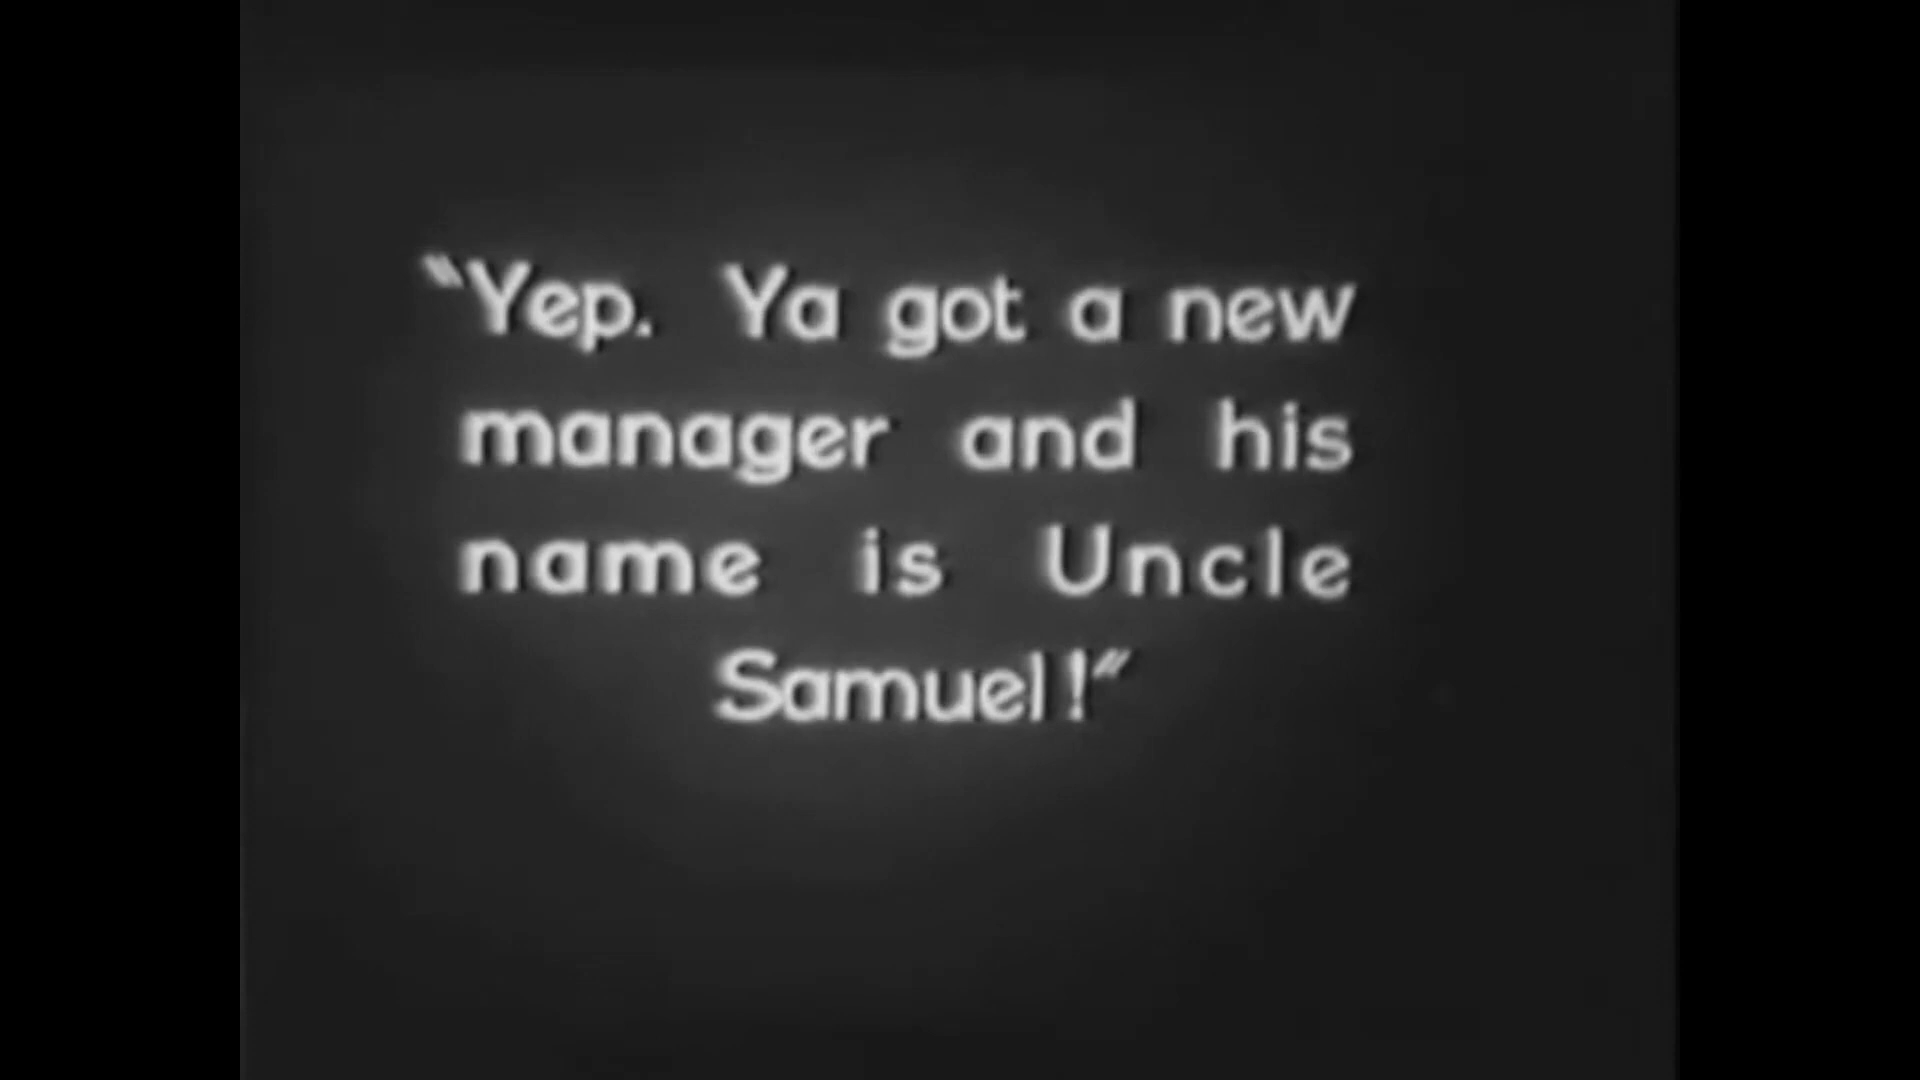 “Yep. Ya got a new
manager and his
name is Uncle
Samuel!”